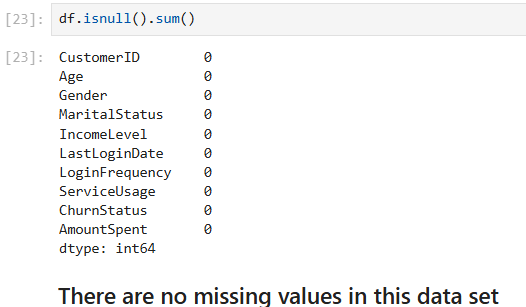 [23]: df.isnull().sum()
[23]: CustomerID 0
Age 0
Gender 0
MaritalStatus 0
IncomeLevel 0
LastLoginDate 0
LoginFrequency 0
ServiceUsage 0
ChurnStatus 0
AmountSpent 0
dtype: int64
There are no missing values in this data set